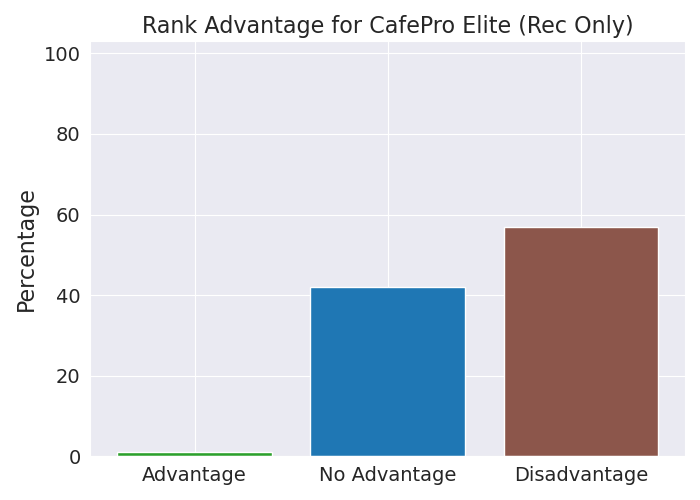 Rank Advantage for CafePro Elite (Rec Only)
100
80
60
40
20
0
Percentage
Advantage
No Advantage
Disadvantage